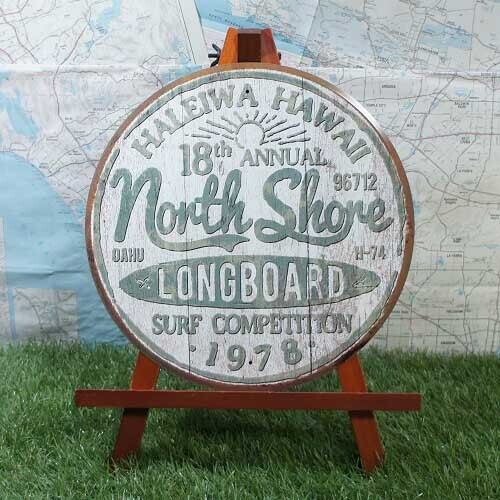 HALEIWA HAWAII
18th ANNUAL
96712
North Shore
OAHU H-74
LONGBOARD
SURF COMPETITION
· 1978 ·